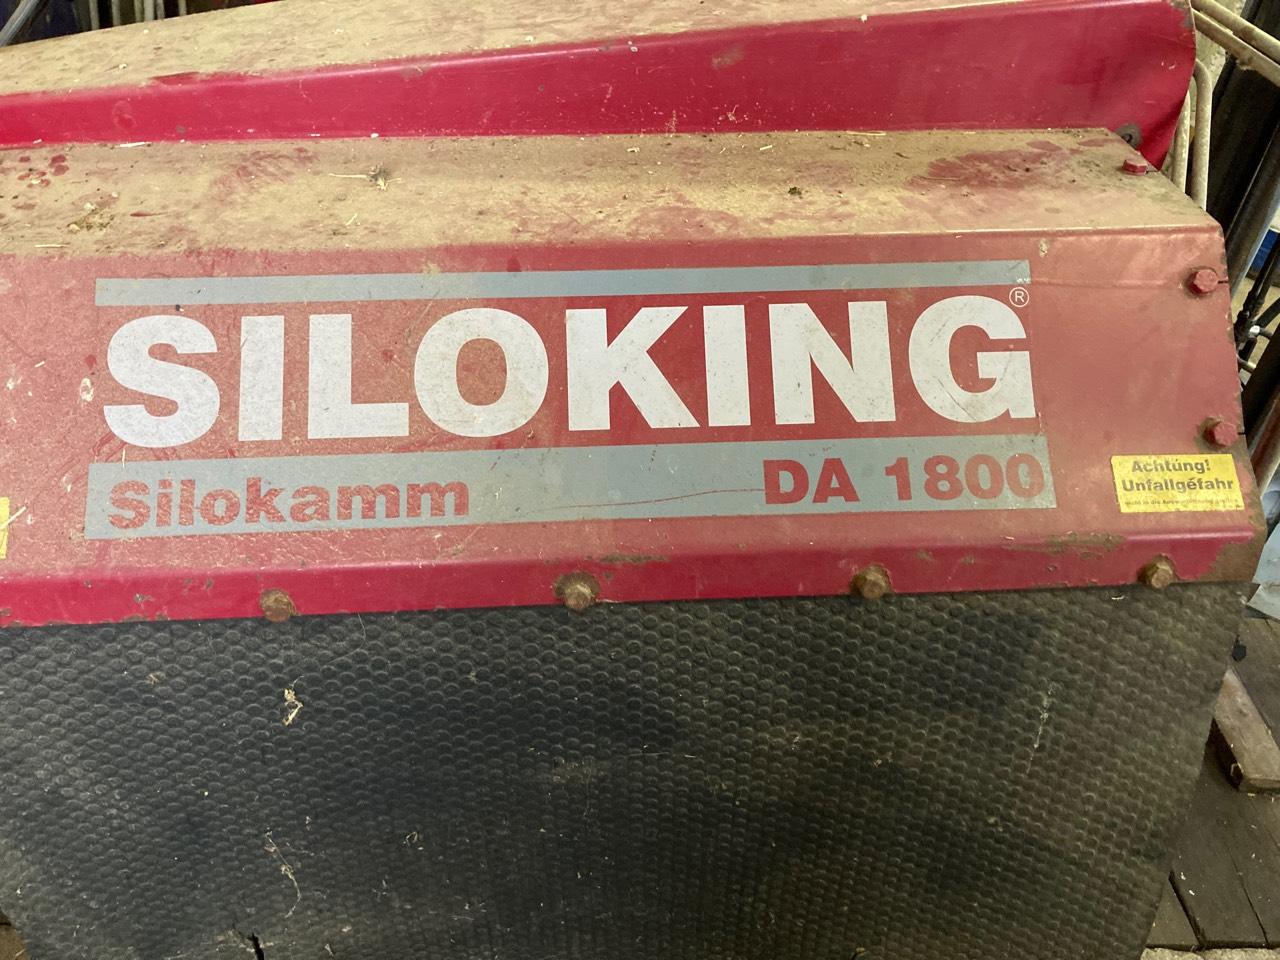 SILOKING®
Silokamm DA 1800
Achtung!
Unfallgefahr